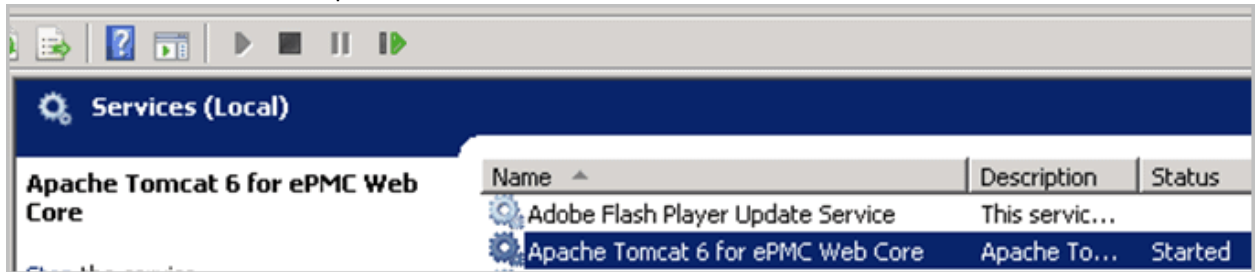 Services (Local)
Apache Tomcat 6 for ePMC Web
Core
Name Description Status
Adobe Flash Player Update Service This servic...
Apache Tomcat 6 for ePMC Web Core Apache To... Started